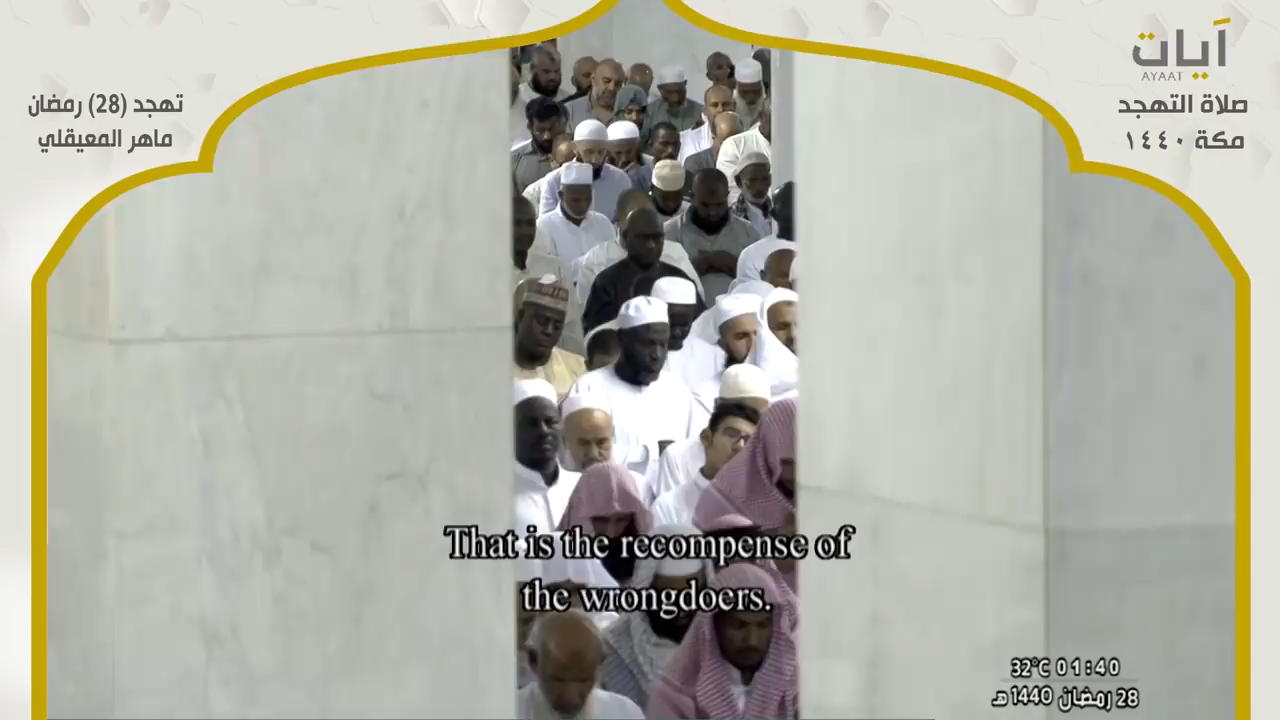 آيات
AYAAT
صلاة التهجد
مكة ١٤٤٠
تهجد (28) رمضان
ماهر المعيقلي
That is the recompense of
the wrongdoers.
32°C 01:40
28 رمضان 1440 هـ